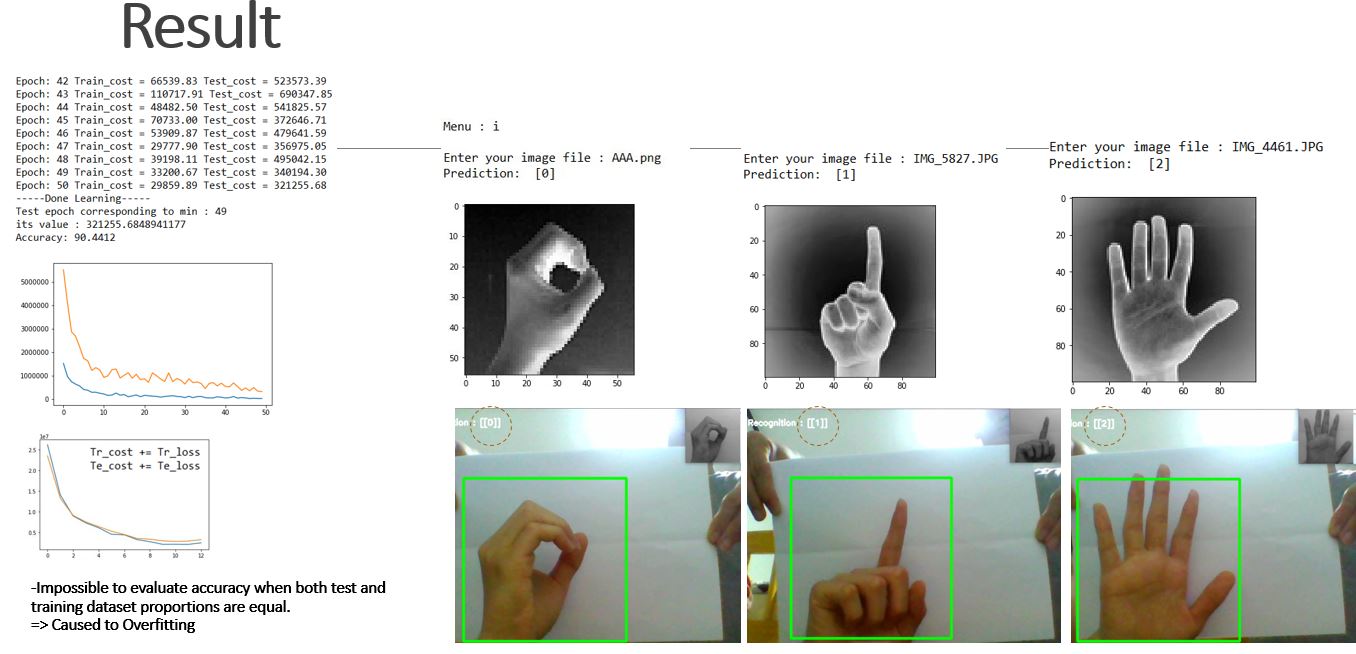 Result
Epoch: 42 Train_cost = 66539.83 Test_cost = 523573.39
Epoch: 43 Train_cost = 110717.91 Test_cost = 690347.85
Epoch: 44 Train_cost = 48482.50 Test_cost = 541825.57
Epoch: 45 Train_cost = 70733.00 Test_cost = 372646.71
Epoch: 46 Train_cost = 53909.87 Test_cost = 479641.59
Epoch: 47 Train_cost = 29777.90 Test_cost = 356975.05
Epoch: 48 Train_cost = 39198.11 Test_cost = 495042.15
Epoch: 49 Train_cost = 33200.67 Test_cost = 340194.30
Epoch: 50 Train_cost = 29859.89 Test_cost = 321255.68
-----Done Learning-----
Test epoch corresponding to min : 49
its value : 321255.6848941177
Accuracy: 90.4412
5000000
4000000
3000000
2000000
1000000
0
0 10 20 30 40 50
1e7
2.5
2.0
1.5
1.0
0.5
0 2 4 6 8 10 12
Tr_cost += Tr_loss
Te_cost += Te_loss
-Impossible to evaluate accuracy when both test and
training dataset proportions are equal.
=> Caused to Overfitting
Menu : i
Enter your image file : AAA.png
Prediction: [0]
0
10
20
30
40
50
0 10 20 30 40 50
ion : [[0]]
Enter your image file : IMG_5827.JPG
Prediction: [1]
0
20
40
60
80
0 20 40 60 80
Recognition : [[1]]
Enter your image file : IMG_4461.JPG
Prediction: [2]
0
20
40
60
80
0 20 40 60 80
ion : [[2]]